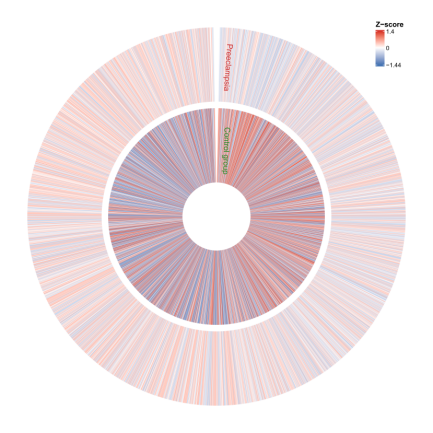 Z-score
1.4
0
-1.44
Preeclampsia
Control group